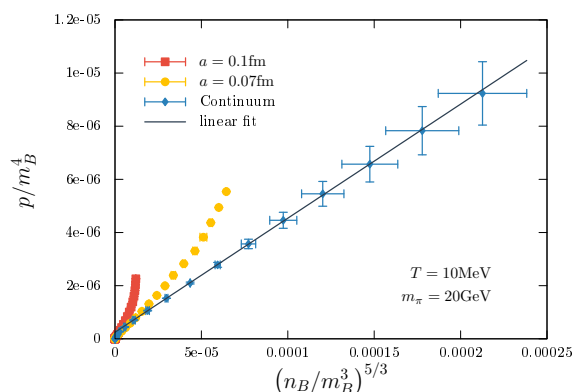 1.2e-05
1e-05
8e-06
6e-06
4e-06
2e-06
0
p/m_B^4
a = 0.1fm
a = 0.07fm
Continuum
linear fit
T = 10MeV
m_π = 20GeV
0
5e-05
0.0001
0.00015
0.0002
0.00025
(n_B/m_B^3)^{5/3}